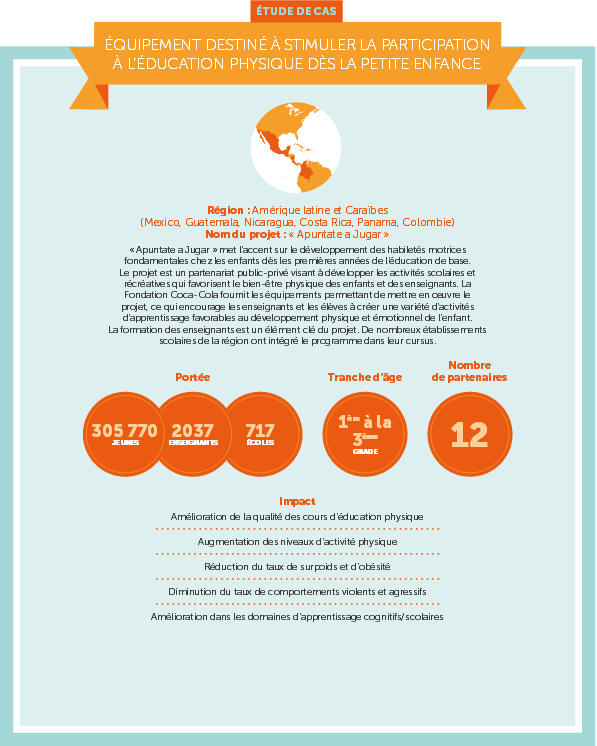 ÉTUDE DE CAS
ÉQUIPEMENT DESTINÉ À STIMULER LA PARTICIPATION
À L'ÉDUCATION PHYSIQUE DÈS LA PETITE ENFANCE
Région : Amérique latine et Caraïbes
(Mexico, Guatemala, Nicaragua, Costa Rica, Panama, Colombie)
Nom du projet : « Apuntate a Jugar »
« Apuntate a Jugar » met l'accent sur le développement des habiletés motrices
fondamentales chez les enfants dès les premières années de l'éducation de base.
Le projet est un partenariat public-privé visant à développer les activités scolaires et
récréatives qui favorisent le bien-être physique des enfants et des enseignants. La
Fondation Coca-Cola fournit les équipements permettant de mettre en œuvre le
projet, ce qui encourage les enseignants et les élèves à créer une variété d'activités
d'apprentissage favorables au développement physique et émotionnel de l'enfant.
La formation des enseignants est un élément clé du projet. De nombreux établissements
scolaires de la région ont intégré le programme dans leur cursus.
Portée
305 770
JEUNES
2037
ENSEIGNANTS
717
ÉCOLES
Tranche d'âge
1ère à la
3ème
GRADE
Nombre
de partenaires
12
Impact
Amélioration de la qualité des cours d'éducation physique
Augmentation des niveaux d'activité physique
Réduction du taux de surpoids et d'obésité
Diminution du taux de comportements violents et agressifs
Amélioration dans les domaines d'apprentissage cognitifs/scolaires